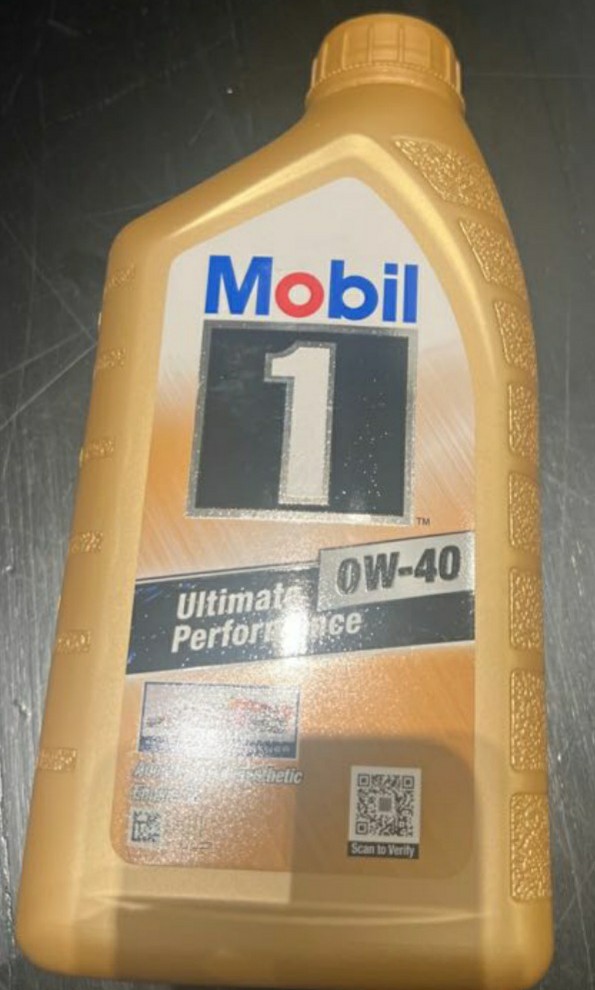 Mobil
1
TM
0W-40
Ultimate
Performance
Scan to Verify